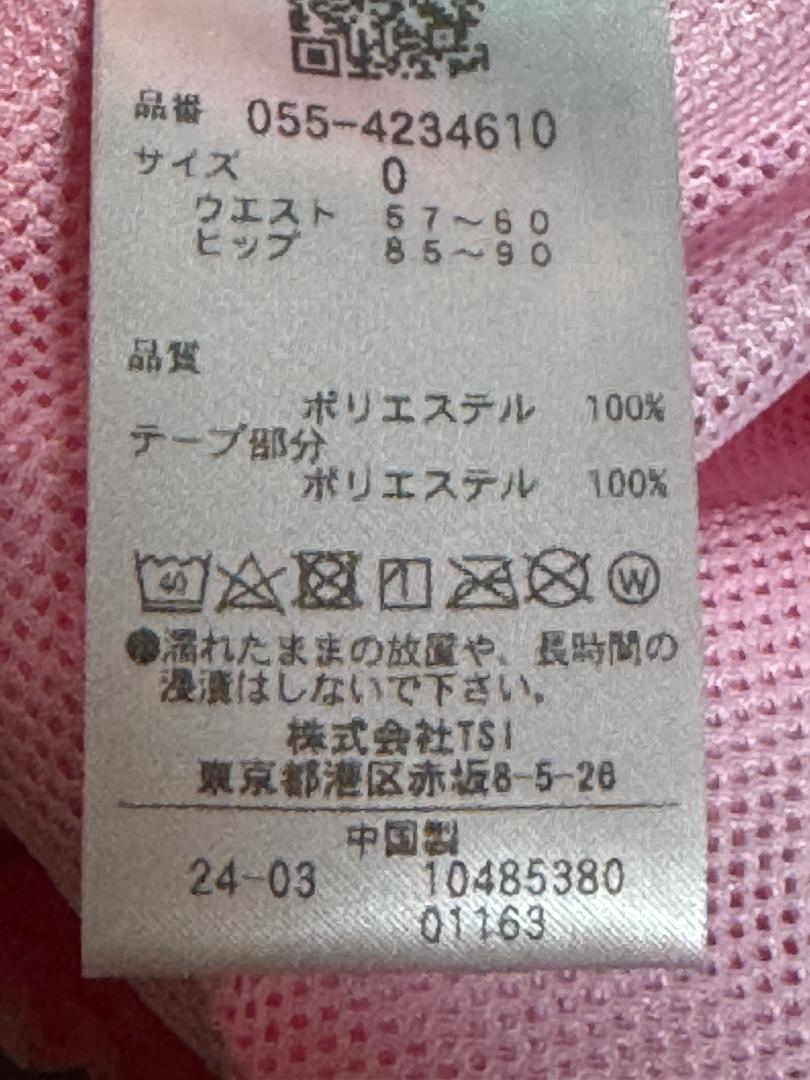 品番 055-4234610
サイズ 0
ウエスト 57〜60
ヒップ 85〜90
品質
ポリエステル 100%
テープ部分
ポリエステル 100%
40 W
●濡れたままの放置や、長時間の
浸漬はしないで下さい。
株式会社TSI
東京都港区赤坂8-5-26
中国製
24-03 10485380
01163